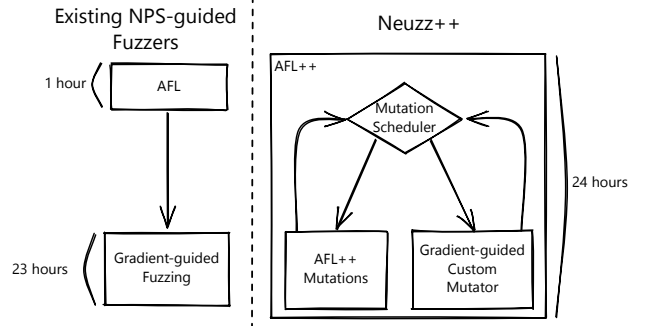 Existing NPS-guided
Fuzzers
1 hour
AFL
23 hours
Gradient-guided
Fuzzing
Neuzz++
AFL++
Mutation
Scheduler
AFL++
Mutations
Gradient-guided
Custom
Mutator
24 hours